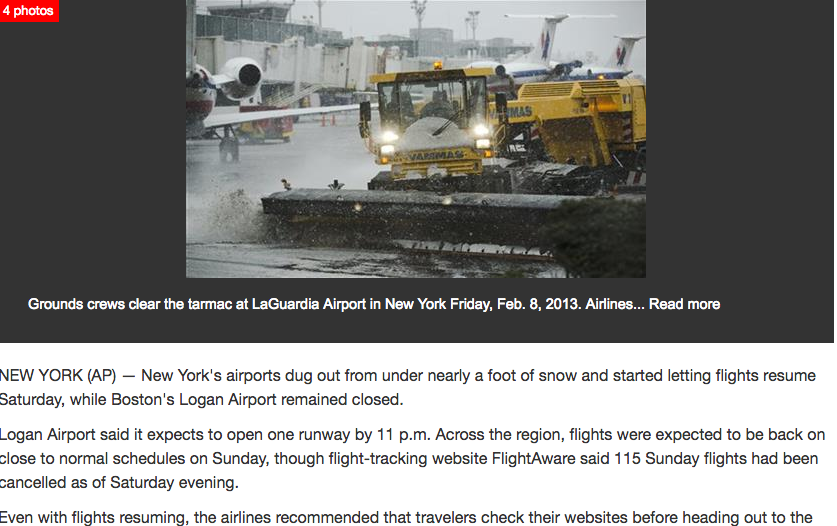 4 photos
VAMMAS
VAMMAS
Grounds crews clear the tarmac at LaGuardia Airport in New York Friday, Feb. 8, 2013. Airlines... Read more
NEW YORK (AP) — New York's airports dug out from under nearly a foot of snow and started letting flights resume
Saturday, while Boston's Logan Airport remained closed.
Logan Airport said it expects to open one runway by 11 p.m. Across the region, flights were expected to be back on
close to normal schedules on Sunday, though flight-tracking website FlightAware said 115 Sunday flights had been
cancelled as of Saturday evening.
Even with flights resuming, the airlines recommended that travelers check their websites before heading out to the